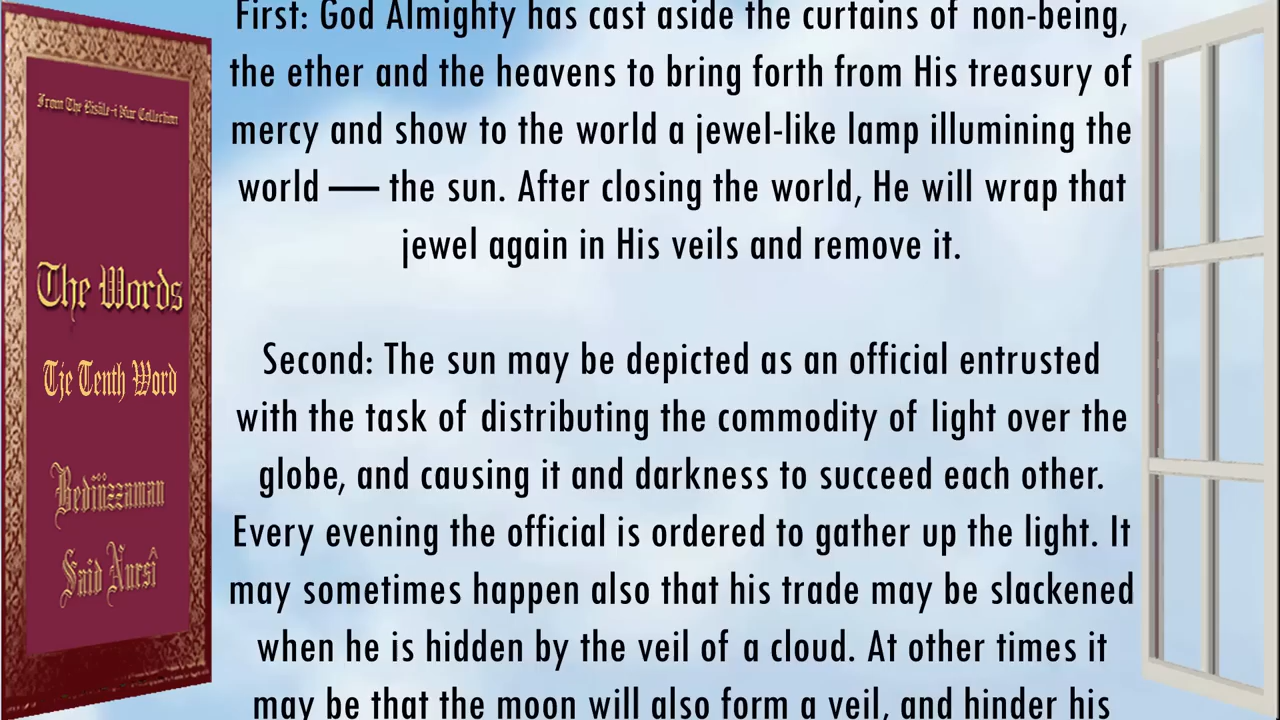 From The Risâle-i Nur Collection
The Words
Tje Tenth Word
Bediüzzaman
Said Nursî
First: God Almighty has cast aside the curtains of non-being,
the ether and the heavens to bring forth from His treasury of
mercy and show to the world a jewel-like lamp illumining the
world — the sun. After closing the world, He will wrap that
jewel again in His veils and remove it.
Second: The sun may be depicted as an official entrusted
with the task of distributing the commodity of light over the
globe, and causing it and darkness to succeed each other.
Every evening the official is ordered to gather up the light. It
may sometimes happen also that his trade may be slackened
when he is hidden by the veil of a cloud. At other times it
may be that the moon will also form a veil, and hinder his